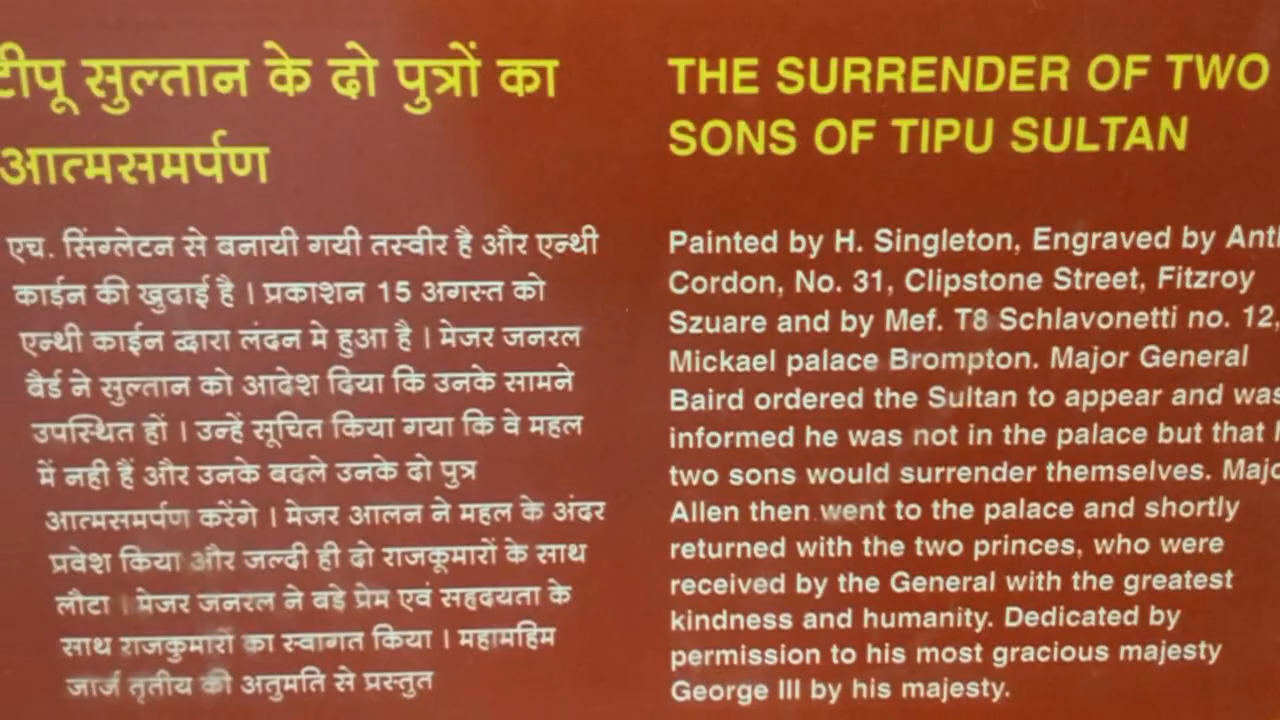 टीपू सुल्तान के दो पुत्रों का
आत्मसमर्पण
एच. सिंग्लेटन से बनायी गयी तस्वीर है और एन्थी
कार्डन की खुदाई है । प्रकाशन 15 अगस्त को
एन्थी कार्डन द्वारा लंदन मे हुआ है । मेजर जनरल
बैर्ड ने सुल्तान को आदेश दिया कि उनके सामने
उपस्थित हों । उन्हें सूचित किया गया कि वे महल
में नही हैं और उनके बदले उनके दो पुत्र
आत्मसमर्पण करेंगे । मेजर आलन ने महल के अंदर
प्रवेश किया और जल्दी ही दो राजकूमारों के साथ
लौटा । मेजर जनरल ने बडे प्रेम एवं सहदयता के
साथ राजकुमारों का स्वागत किया । महामहिम
जार्ज तृतीय की अतुमति से प्रस्तुत
THE SURRENDER OF TWO
SONS OF TIPU SULTAN
Painted by H. Singleton, Engraved by
Cordon, No. 31, Clipstone Street, Fitzroy
Szuare and by Mef. T8 Schlavonetti no. 12,
Mickael palace Brompton. Major General
Baird ordered the Sultan to appear and was
informed he was not in the palace but that
two sons would surrender themselves.
Allen then went to the palace and shortly
returned with the two princes, who were
received by the General with the greatest
kindness and humanity. Dedicated by
permission to his most gracious majesty
George III by his majesty.